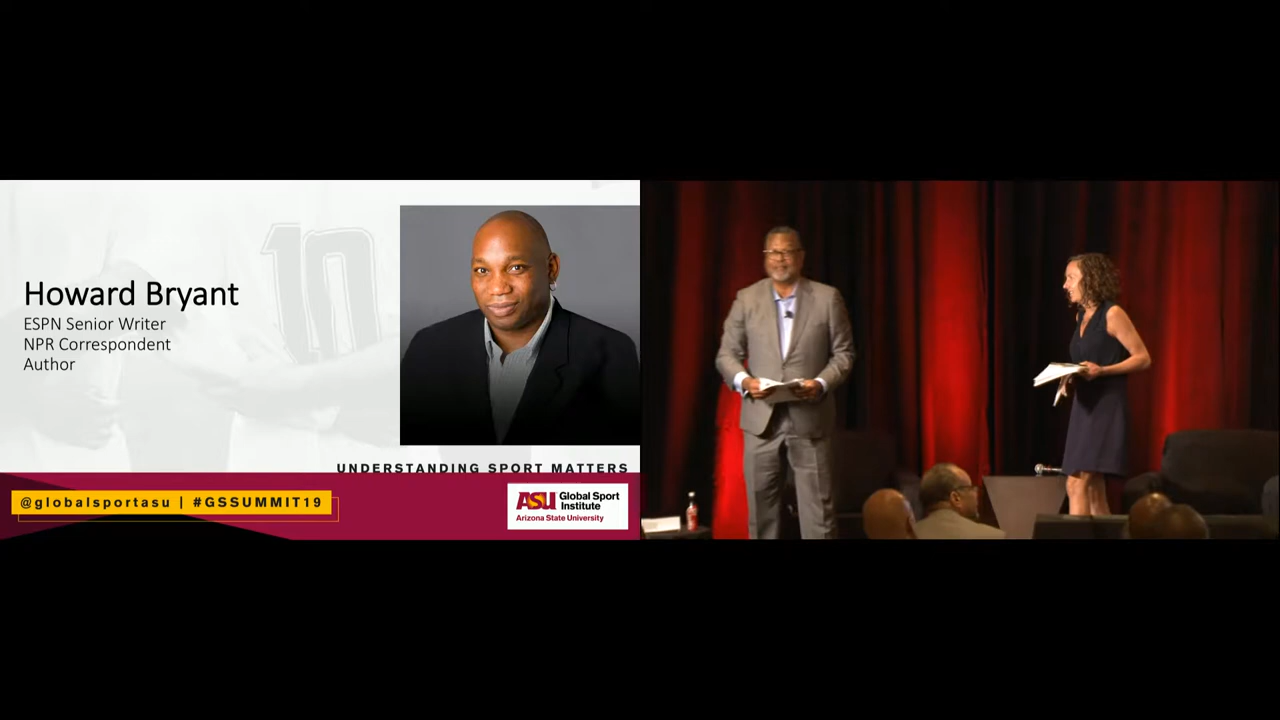 Howard Bryant
ESPN Senior Writer
NPR Correspondent
Author
10
UNDERSTANDING SPORT MATTERS
@globalsportasu | #GSSUMMIT19
ASU Global Sport
Institute
Arizona State University